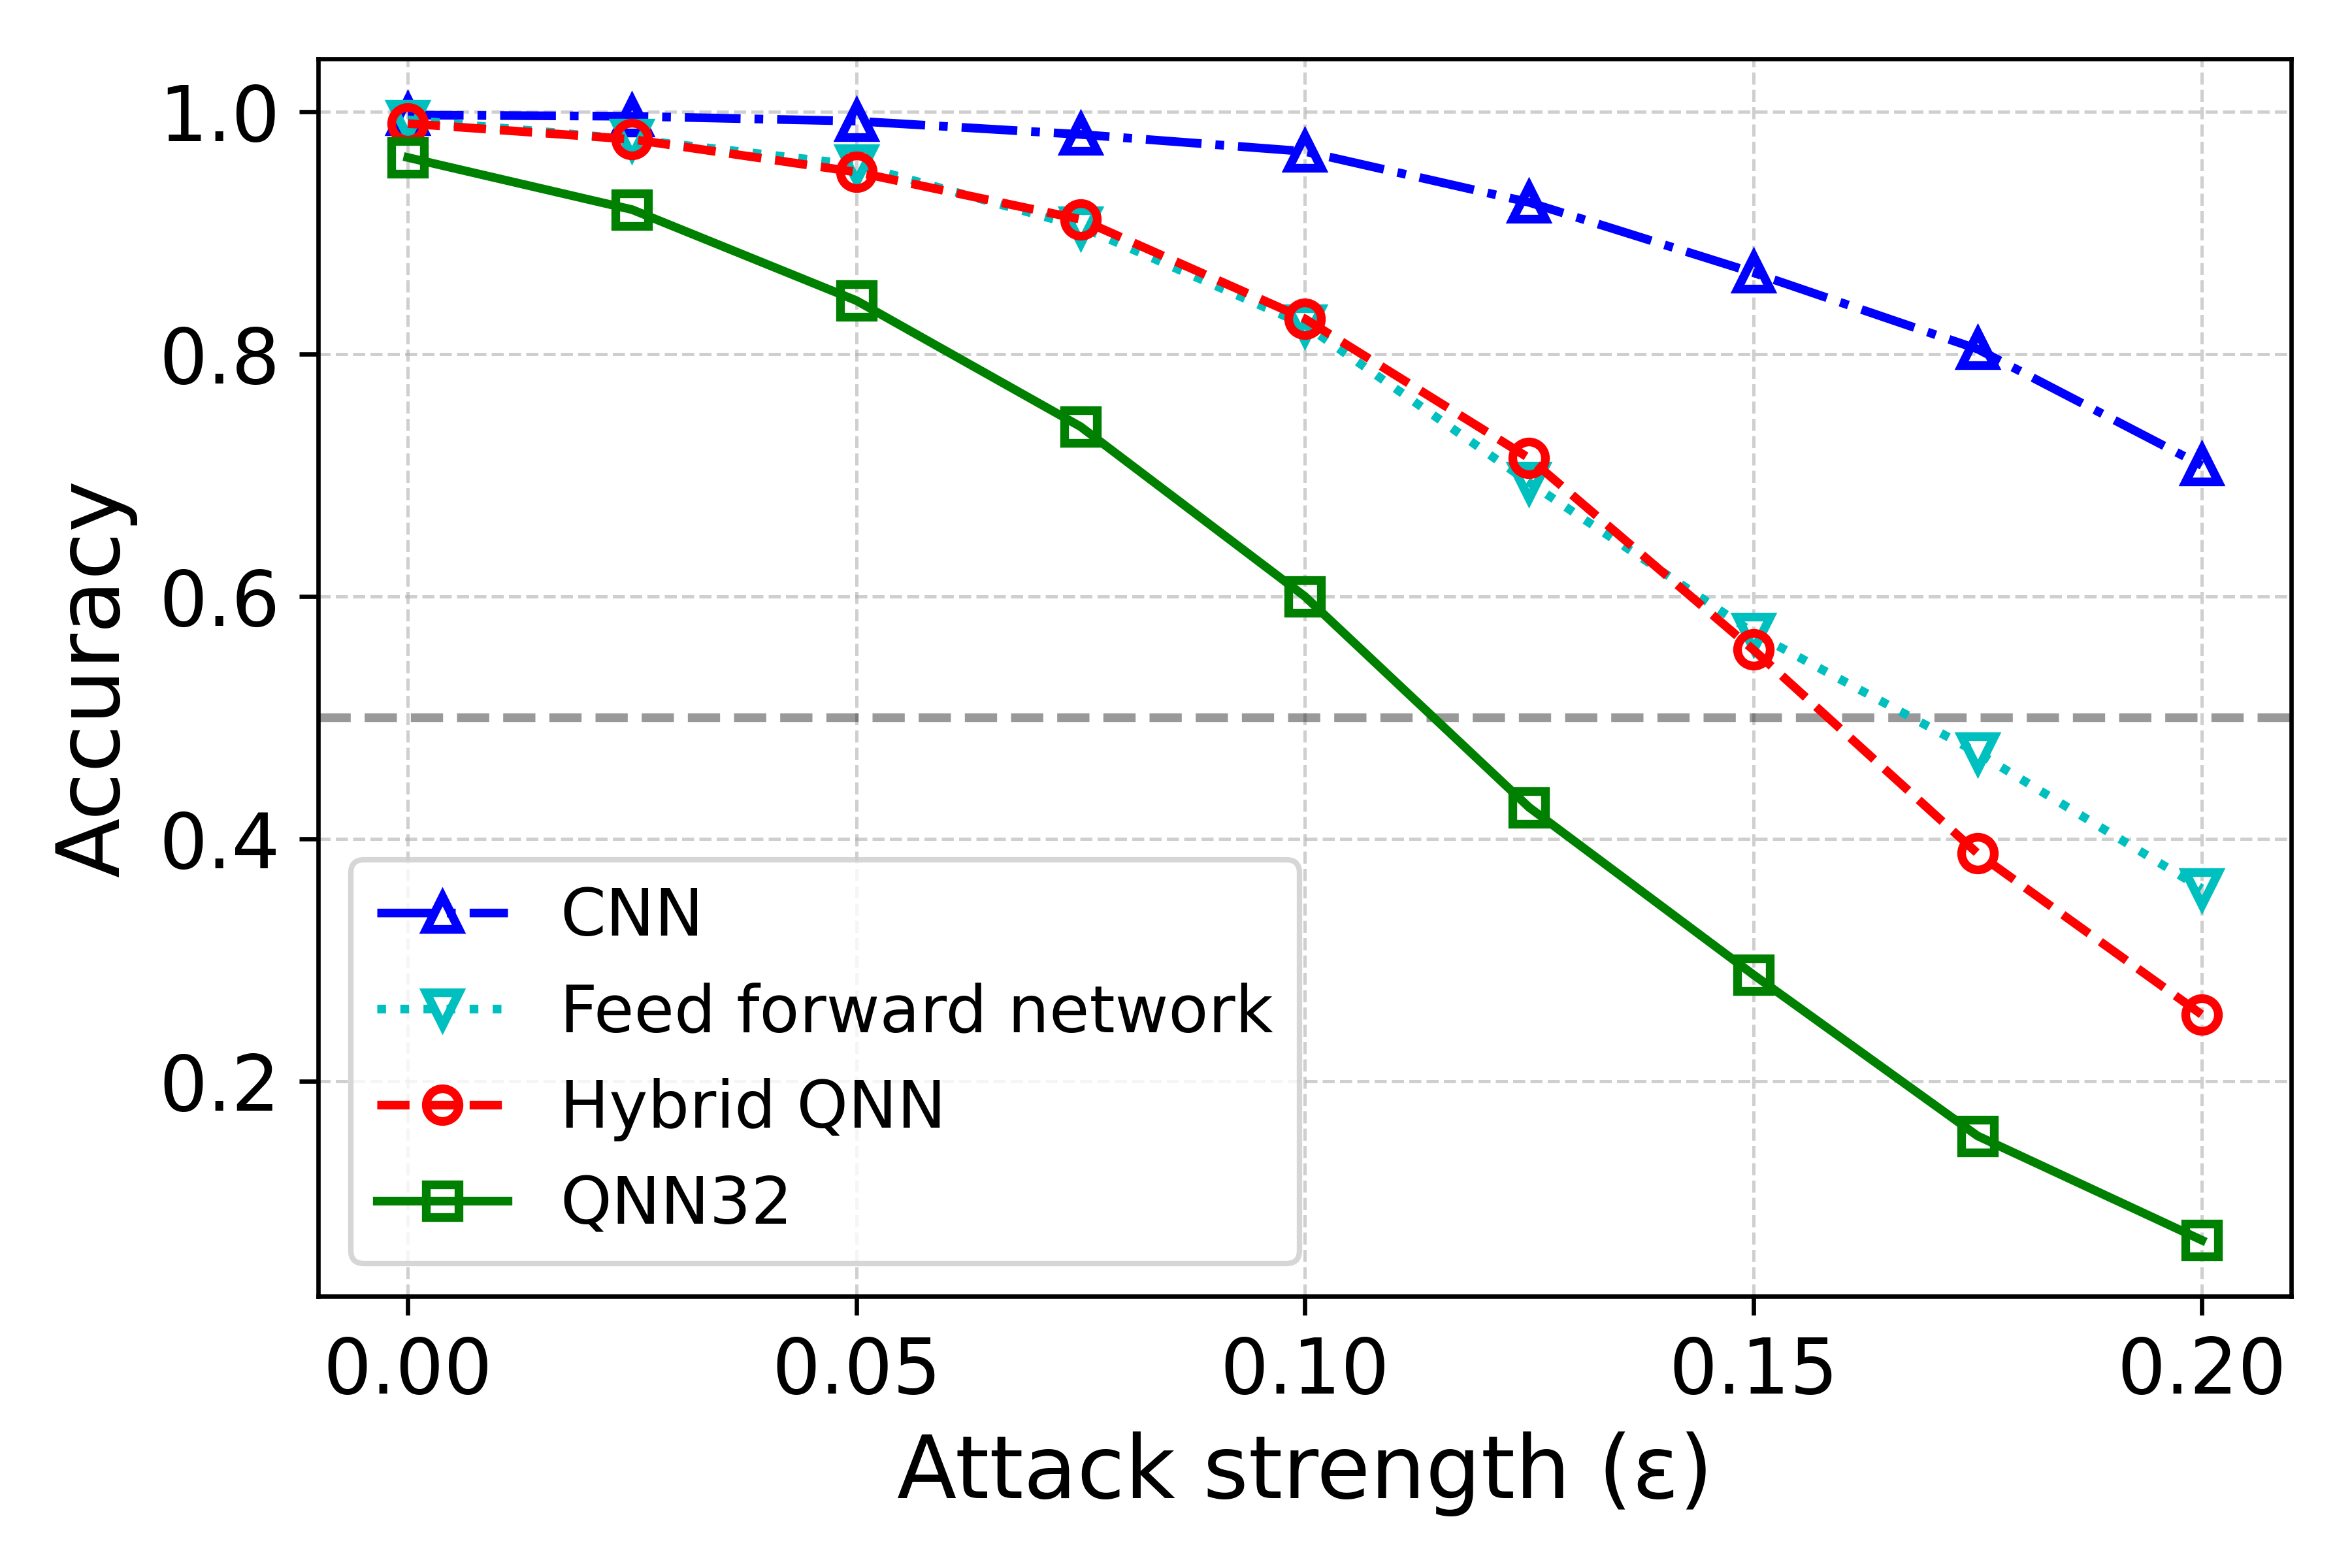 1.0
0.8
0.6
0.4
0.2
Accuracy
CNN
Feed forward network
Hybrid QNN
QNN32
0.00 0.05 0.10 0.15 0.20
Attack strength (ε)